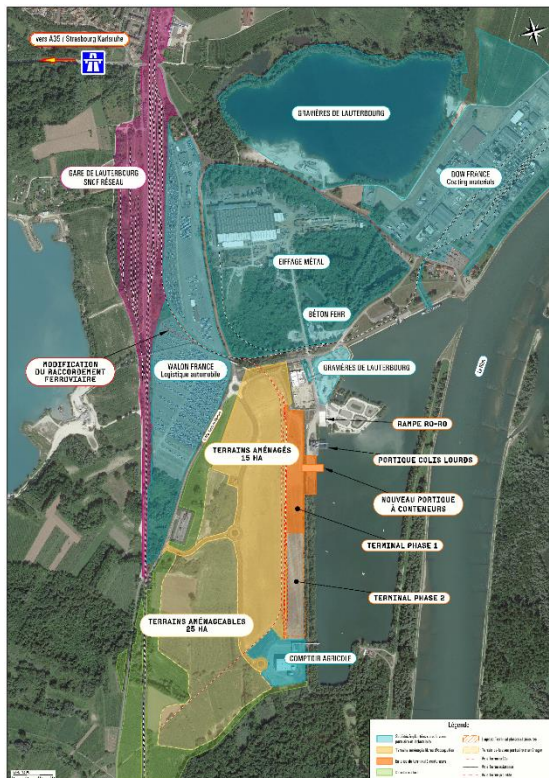 vers A35 / Strasbourg Karlsruhe
GRAVIÈRES DE LAUTERBOURG
GARE DE LAUTERBOURG
SNCF RÉSEAU
DOW FRANCE
Coating materials
EIFFAGE MÉTAL
BÉTON FEHR
MODIFICATION
DU RACCORDEMENT
FERROVIAIRE
WALON FRANCE
Logistique automobile
GRAVIÈRES DE LAUTERBOURG
RAMPE RO-RO
TERRAINS AMÉNAGÉS
15 HA
PORTIQUE COLIS LOURDS
NOUVEAU PORTIQUE
À CONTENEURS
TERMINAL PHASE 1
TERMINAL PHASE 2
TERRAINS AMÉNAGEABLES
25 HA
COMPTOIR AGRICOLE
Légende